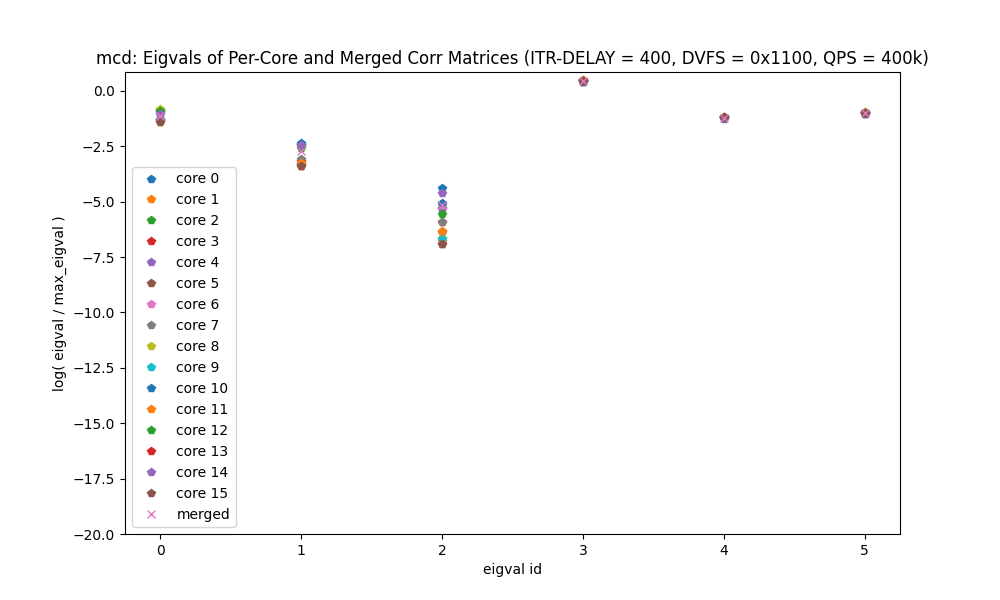 mcd: Eigvals of Per-Core and Merged Corr Matrices (ITR-DELAY = 400, DVFS = 0x1100, QPS = 400k)
log( eigval / max_eigval )
0.0
−2.5
−5.0
−7.5
−10.0
−12.5
−15.0
−17.5
−20.0
core 0
core 1
core 2
core 3
core 4
core 5
core 6
core 7
core 8
core 9
core 10
core 11
core 12
core 13
core 14
core 15
merged
0 1 2 3 4 5
eigval id